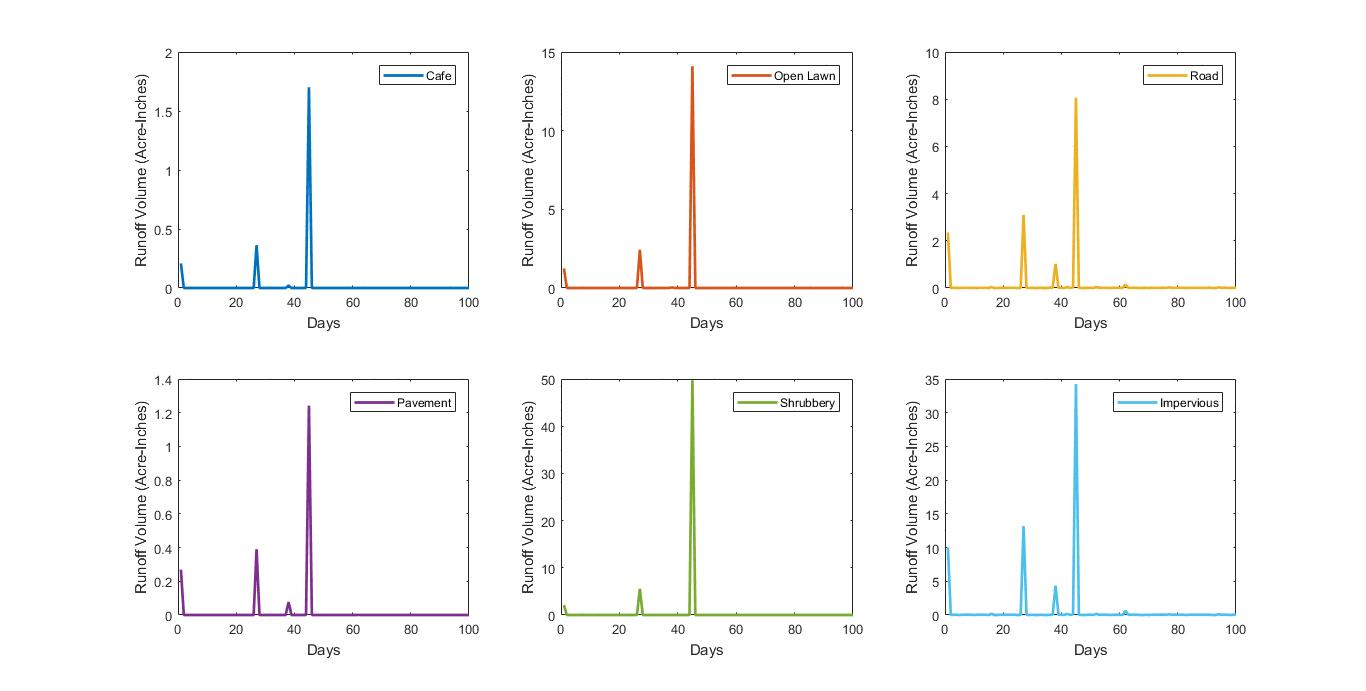 2
1.5
1
0.5
0
0 20 40 60 80 100
Runoff Volume (Acre-Inches)
Days
Cafe
15
10
5
0
0 20 40 60 80 100
Runoff Volume (Acre-Inches)
Days
Open Lawn
10
8
6
4
2
0
0 20 40 60 80 100
Runoff Volume (Acre-Inches)
Days
Road
1.4
1.2
1
0.8
0.6
0.4
0.2
0
0 20 40 60 80 100
Runoff Volume (Acre-Inches)
Days
Pavement
50
40
30
20
10
0
0 20 40 60 80 100
Runoff Volume (Acre-Inches)
Days
Shrubbery
35
30
25
20
15
10
5
0
0 20 40 60 80 100
Runoff Volume (Acre-Inches)
Days
Impervious